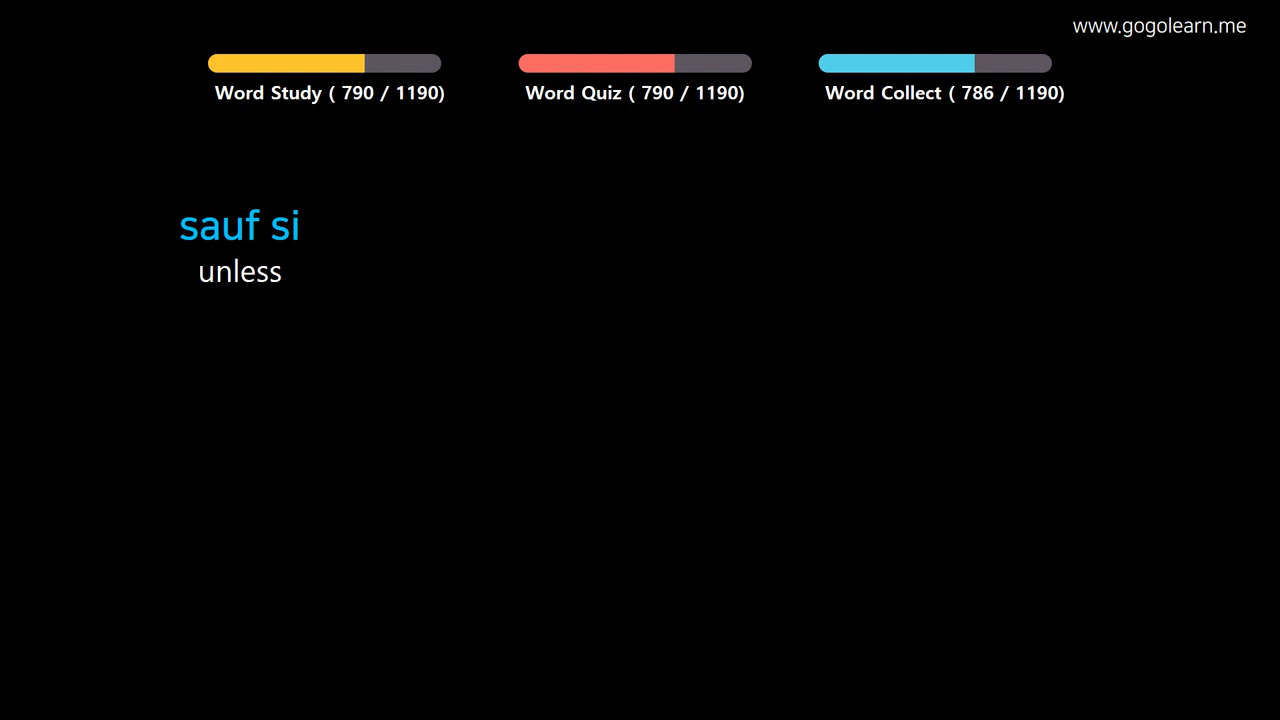 www.gogolearn.me
Word Study ( 790 / 1190)
Word Quiz ( 790 / 1190)
Word Collect ( 786 / 1190)
sauf si
unless